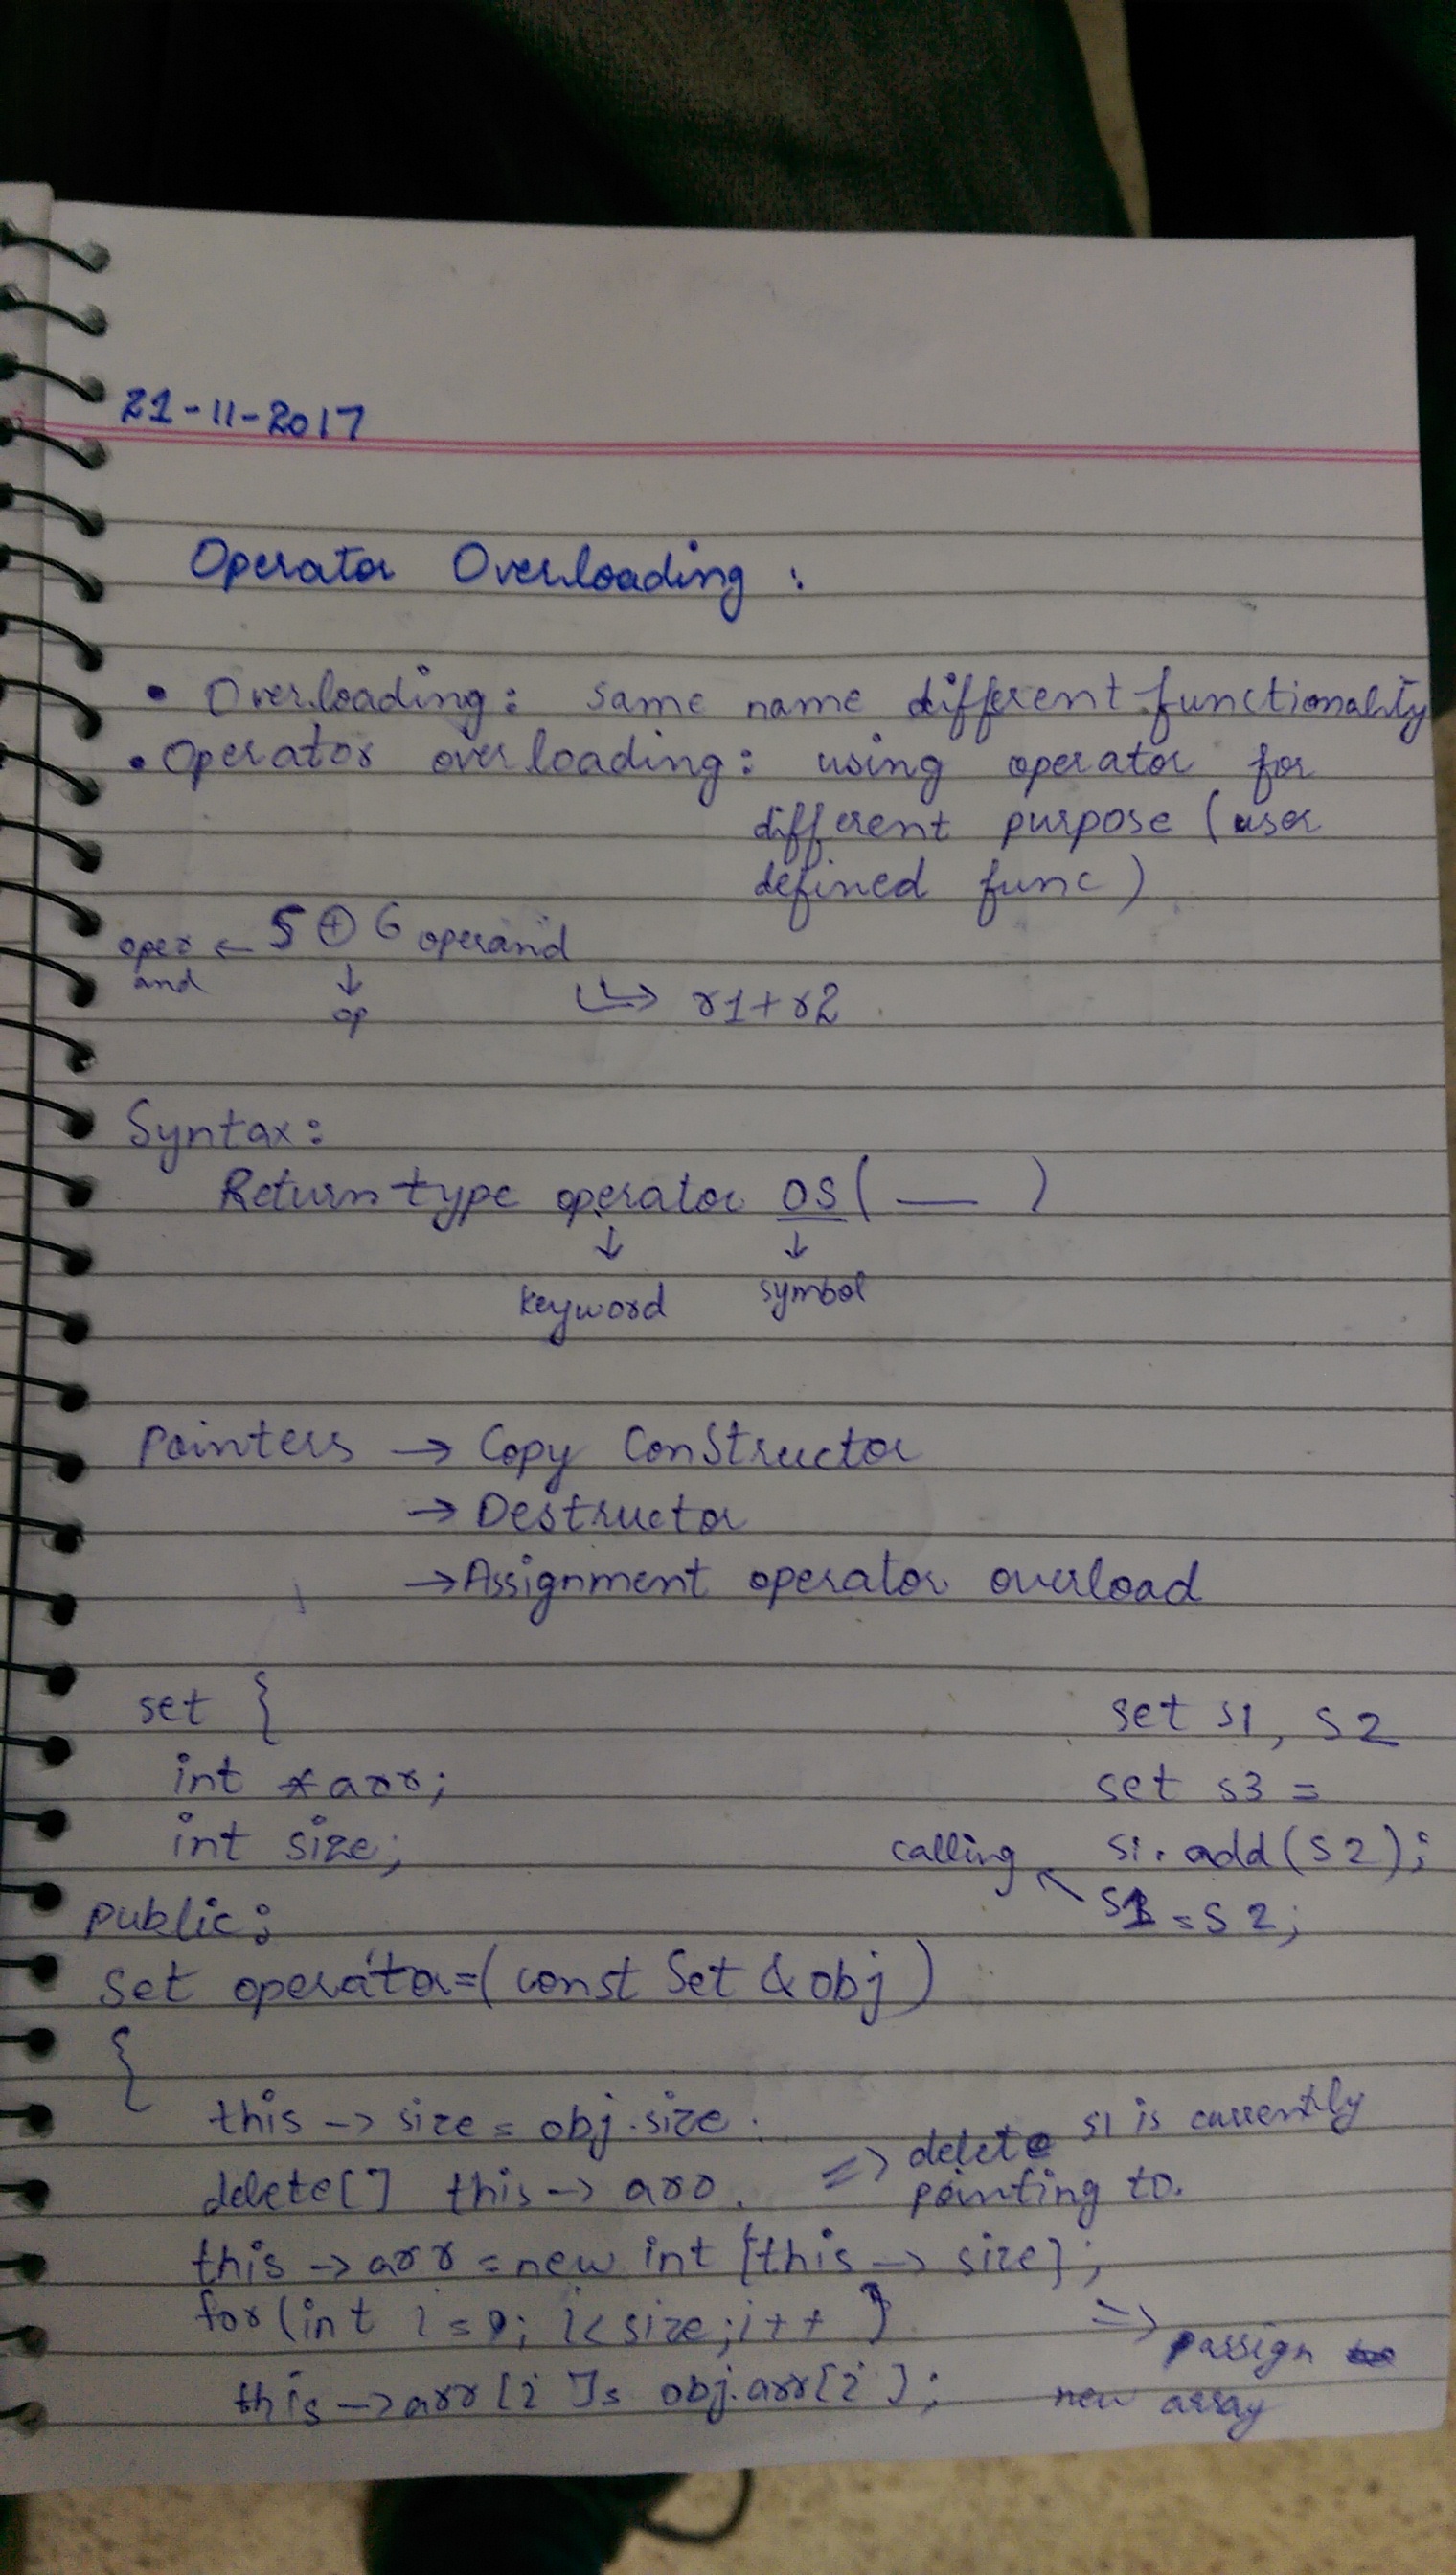 21-11-2017
Operator Overloading :
• Overloading: same name different functionality
• Operator overloading: using operator for
different purpose (user
defined func)
oper ← 5 ⊕ 6 operand
and ↓
op
↳ r1+r2
Syntax:
Return type operator OS( __ )
↓ ↓
keyword symbol
Pointers → Copy Constructor
→ Destructor
→ Assignment operator overload
set {
int *arr;
int size;
public:
set s1, s2
set s3 =
s1.add(s2);
calling ↖ s1 = s2;
Set operator=(const Set & obj)
{
this -> size = obj.size.
delete[] this -> arr.
=> delete s1 is currently
pointing to.
this -> arr = new int [this -> size];
for(int i=0; i< size; i++)
this -> arr[i] = obj.arr[i];
=> assign
new array